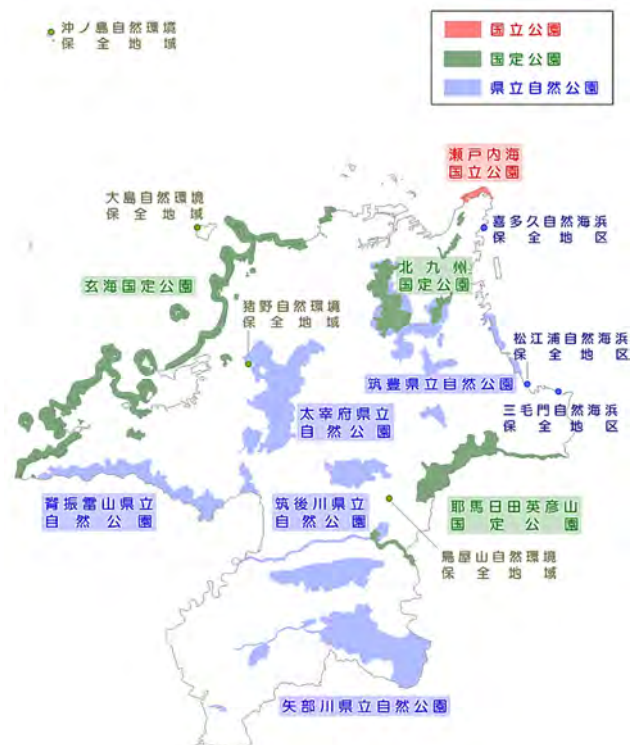 沖ノ島自然環境
保全地域
国立公園
国定公園
県立自然公園
瀬戸内海
国立公園
大島自然環境
保全地域
喜多久自然海浜
保全地区
玄海国定公園
北九州
国定公園
猪野自然環境
保全地域
松江浦自然海浜
保全地区
筑豊県立自然公園
三毛門自然海浜
保全地区
太宰府県立
自然公園
脊振雷山県立
自然公園
筑後川県立
自然公園
耶馬日田英彦山
国定公園
鳥屋山自然環境
保全地域
矢部川県立自然公園